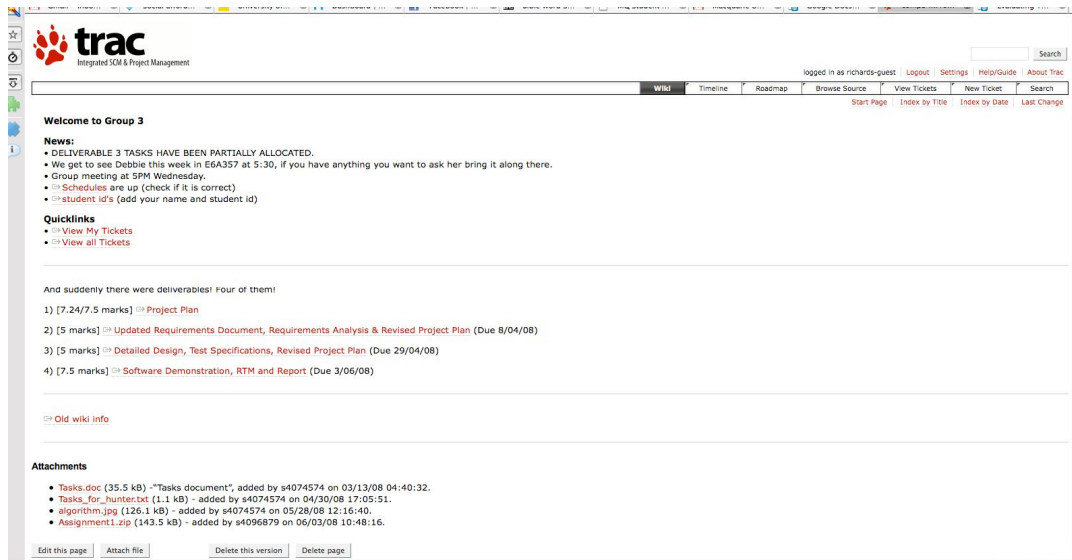 trac
Integrated SCM & Project Management
Search
logged in as richards-guest Logout Settings Help/Guide About Trac
Wiki Timeline Roadmap Browse Source View Tickets New Ticket Search
Start Page Index by Title Index by Date Last Change
Welcome to Group 3
News:
• DELIVERABLE 3 TASKS HAVE BEEN PARTIALLY ALLOCATED.
• We get to see Debbie this week in E6A357 at 5:30, if you have anything you want to ask her bring it along there.
• Group meeting at 5PM Wednesday.
• Schedules are up (check if it is correct)
• student id's (add your name and student id)
Quicklinks
• View My Tickets
• View all Tickets
And suddenly there were deliverables! Four of them!
1) [7.24/7.5 marks] Project Plan
2) [5 marks] Updated Requirements Document, Requirements Analysis & Revised Project Plan (Due 8/04/08)
3) [5 marks] Detailed Design, Test Specifications, Revised Project Plan (Due 29/04/08)
4) [7.5 marks] Software Demonstration, RTM and Report (Due 3/06/08)
Old wiki info
Attachments
• Tasks.doc (35.5 kB) -"Tasks document", added by s4074574 on 03/13/08 04:40:32.
• Tasks_for_hunter.txt (1.1 kB) - added by s4074574 on 04/30/08 17:05:51.
• algorithm.jpg (126.1 kB) - added by s4074574 on 05/28/08 12:16:40.
• Assignment1.zip (143.5 kB) - added by s4096879 on 06/03/08 10:48:16.
Edit this page Attach file Delete this version Delete page